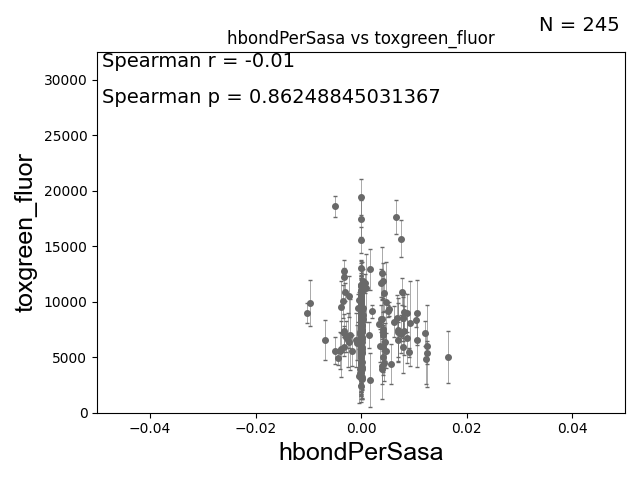 N = 245
hbondPerSasa vs toxgreen_fluor
Spearman r = -0.01
Spearman p = 0.86248845031367
30000
25000
20000
15000
10000
5000
0
toxgreen_fluor
−0.04 −0.02 0.00 0.02 0.04
hbondPerSasa